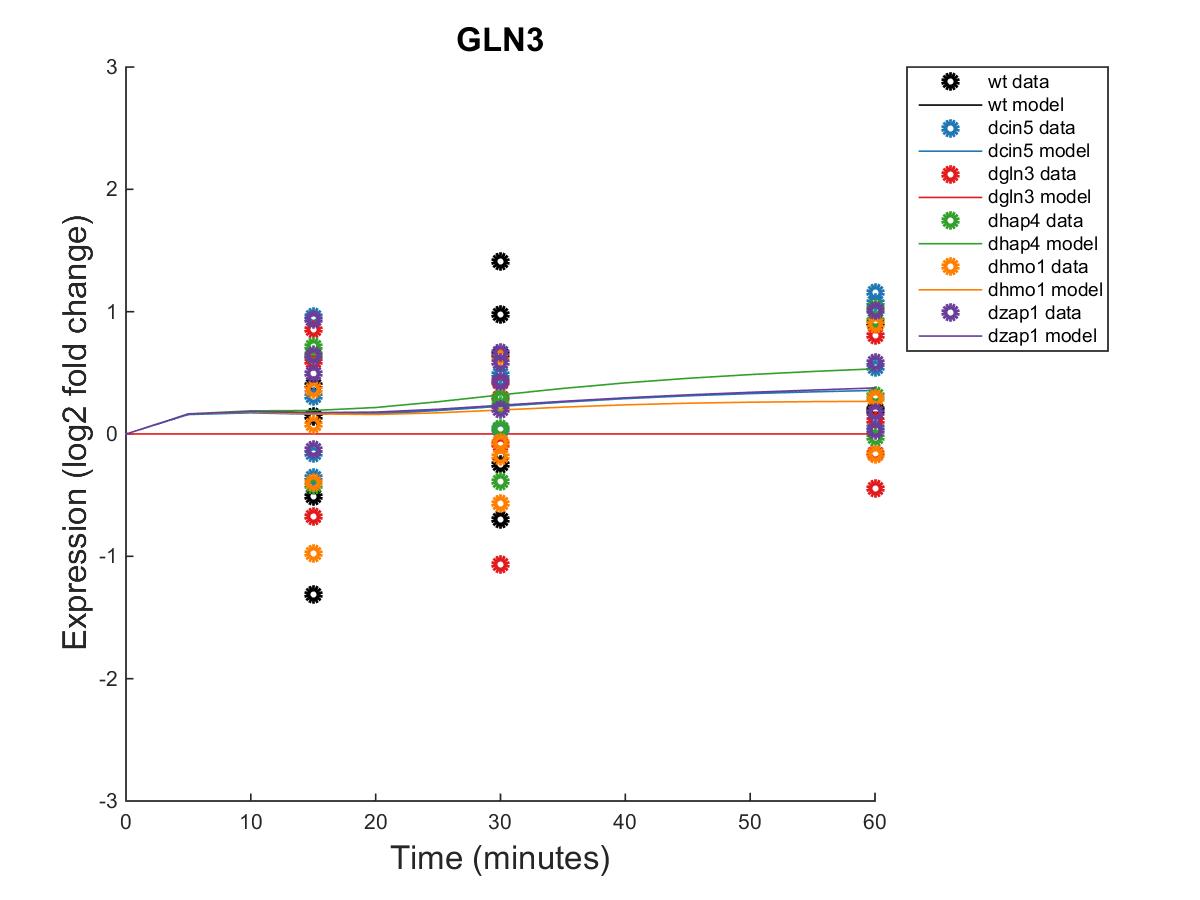 GLN3
3
2
1
0
-1
-2
-3
Expression (log2 fold change)
0 10 20 30 40 50 60
Time (minutes)
wt data
wt model
dcin5 data
dcin5 model
dgln3 data
dgln3 model
dhap4 data
dhap4 model
dhmo1 data
dhmo1 model
dzap1 data
dzap1 model